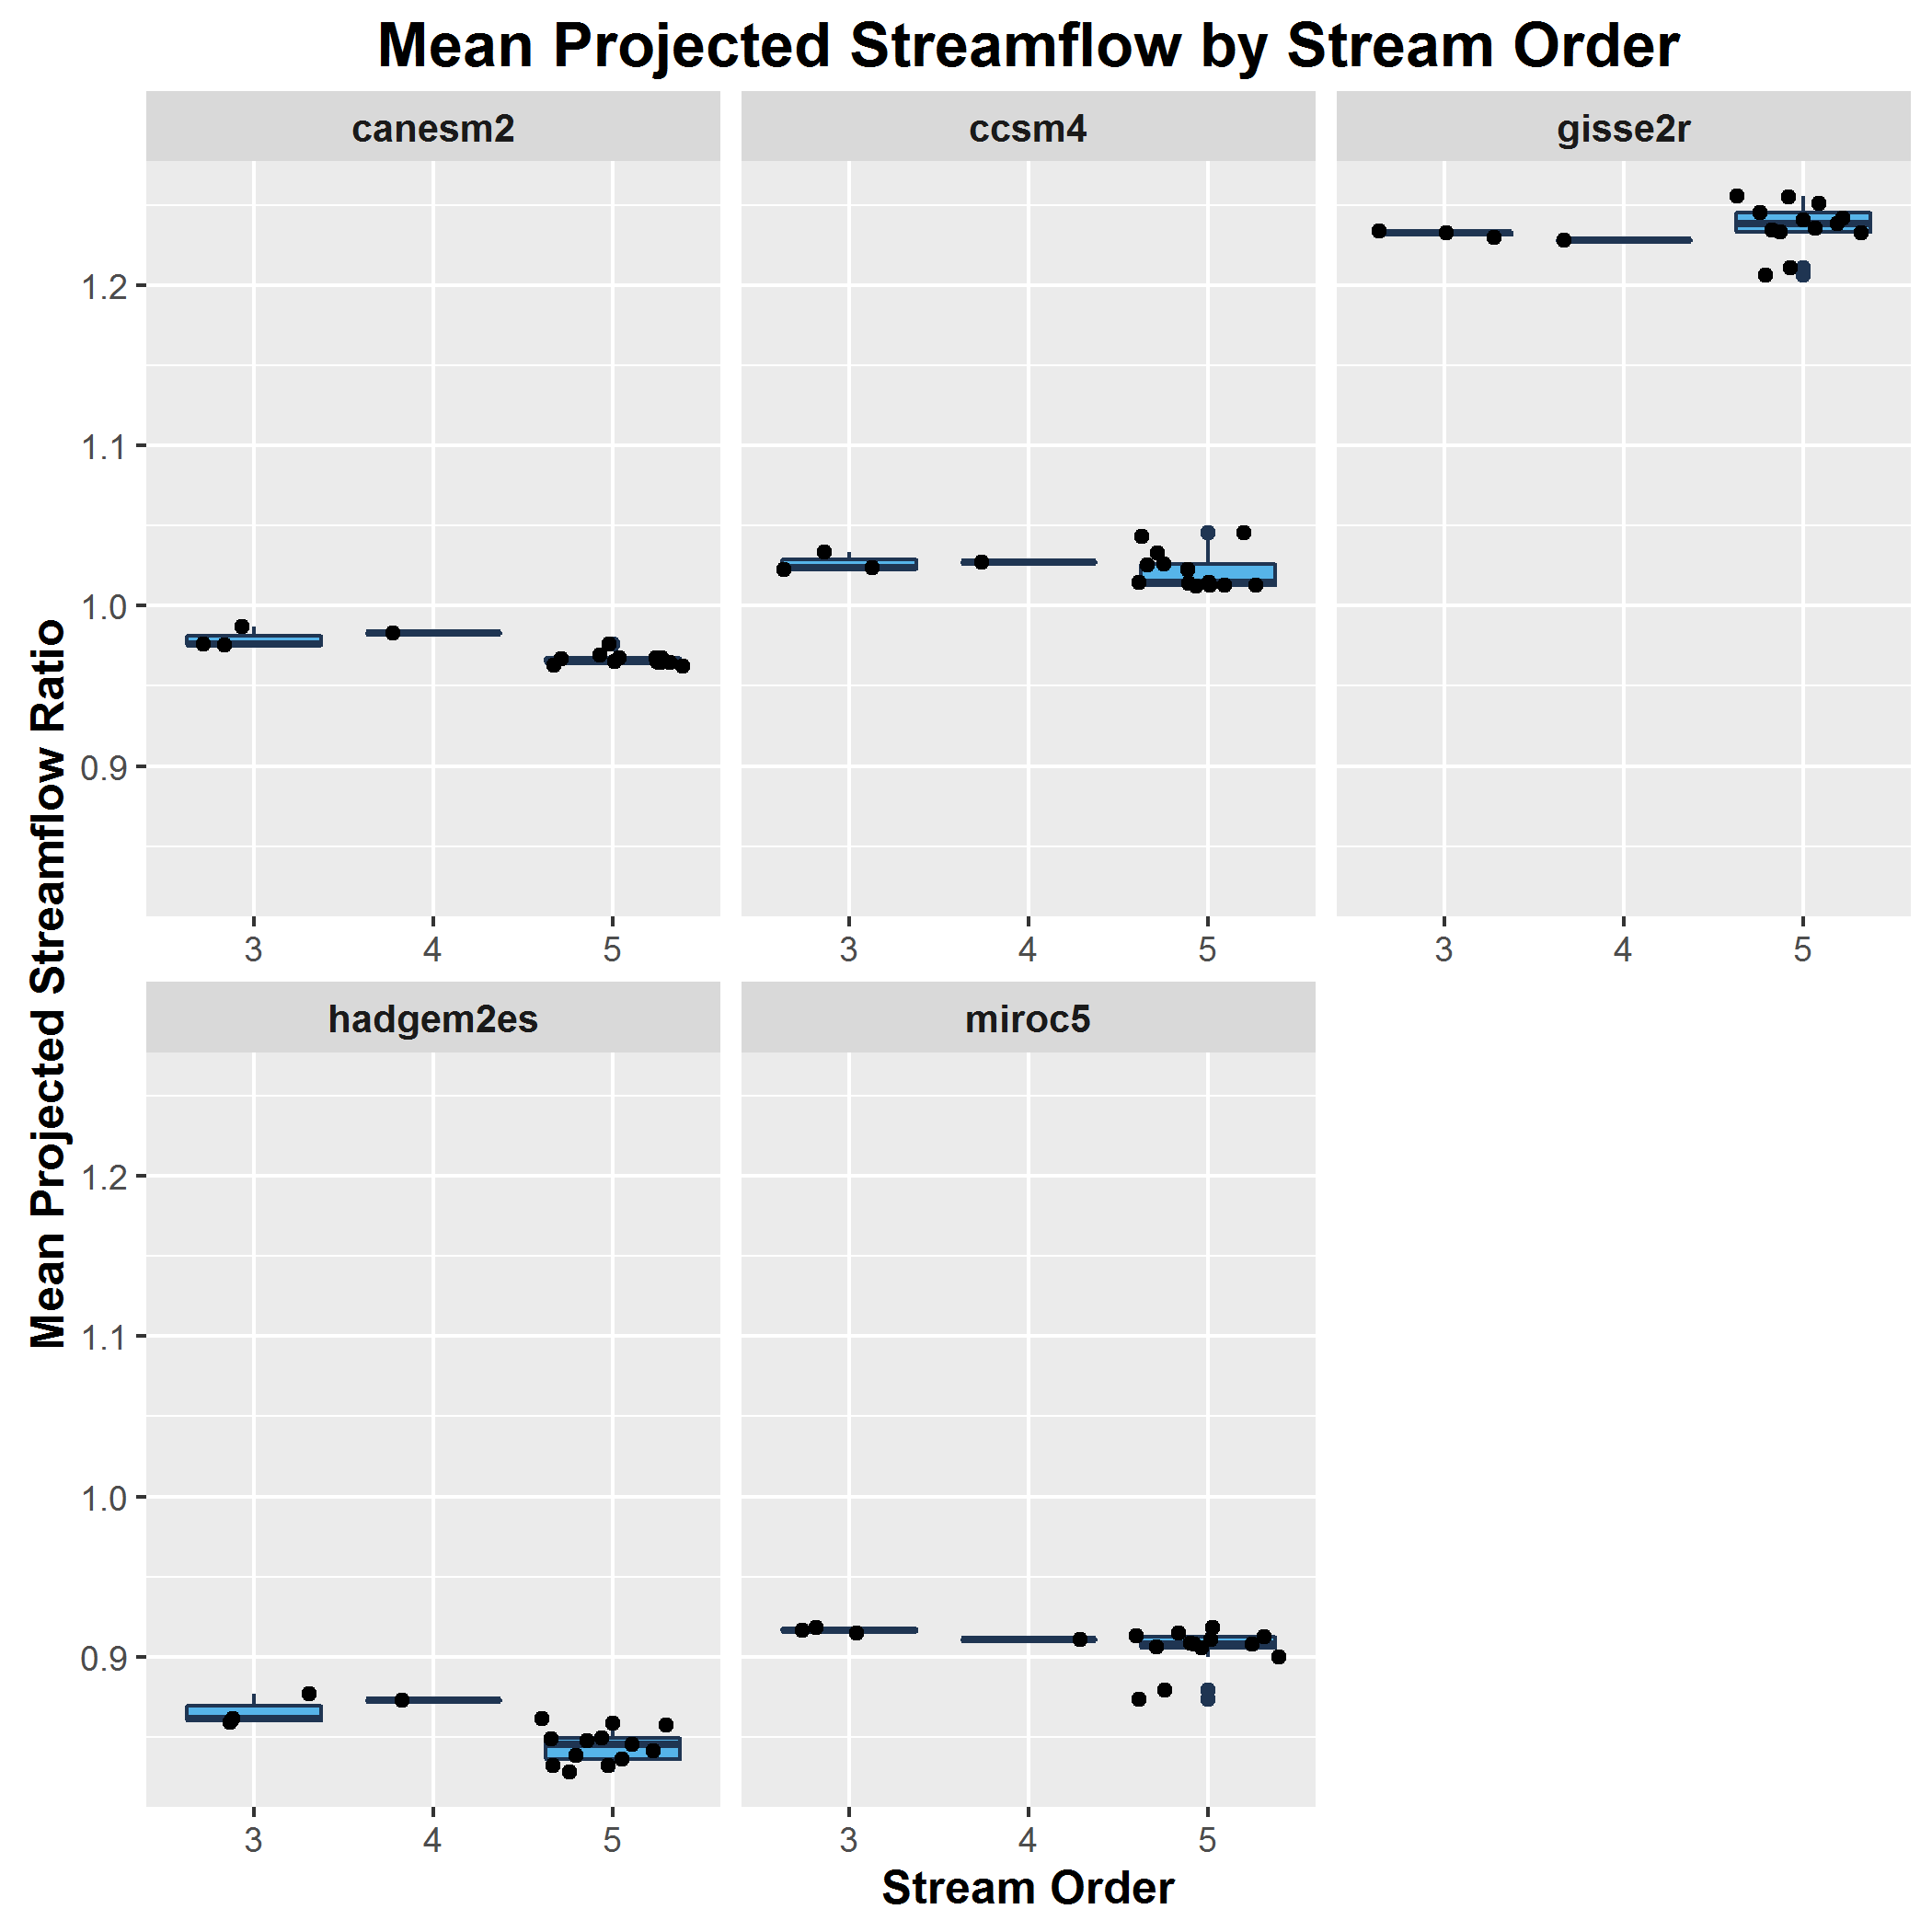 Mean Projected Streamflow by Stream Order
canesm2 ccsm4 gisse2r
1.2
1.1
1.0
0.9
3 4 5 3 4 5 3 4 5
Mean Projected Streamflow Ratio
hadgem2es miroc5
1.2
1.1
1.0
0.9
3 4 5 3 4 5
Stream Order